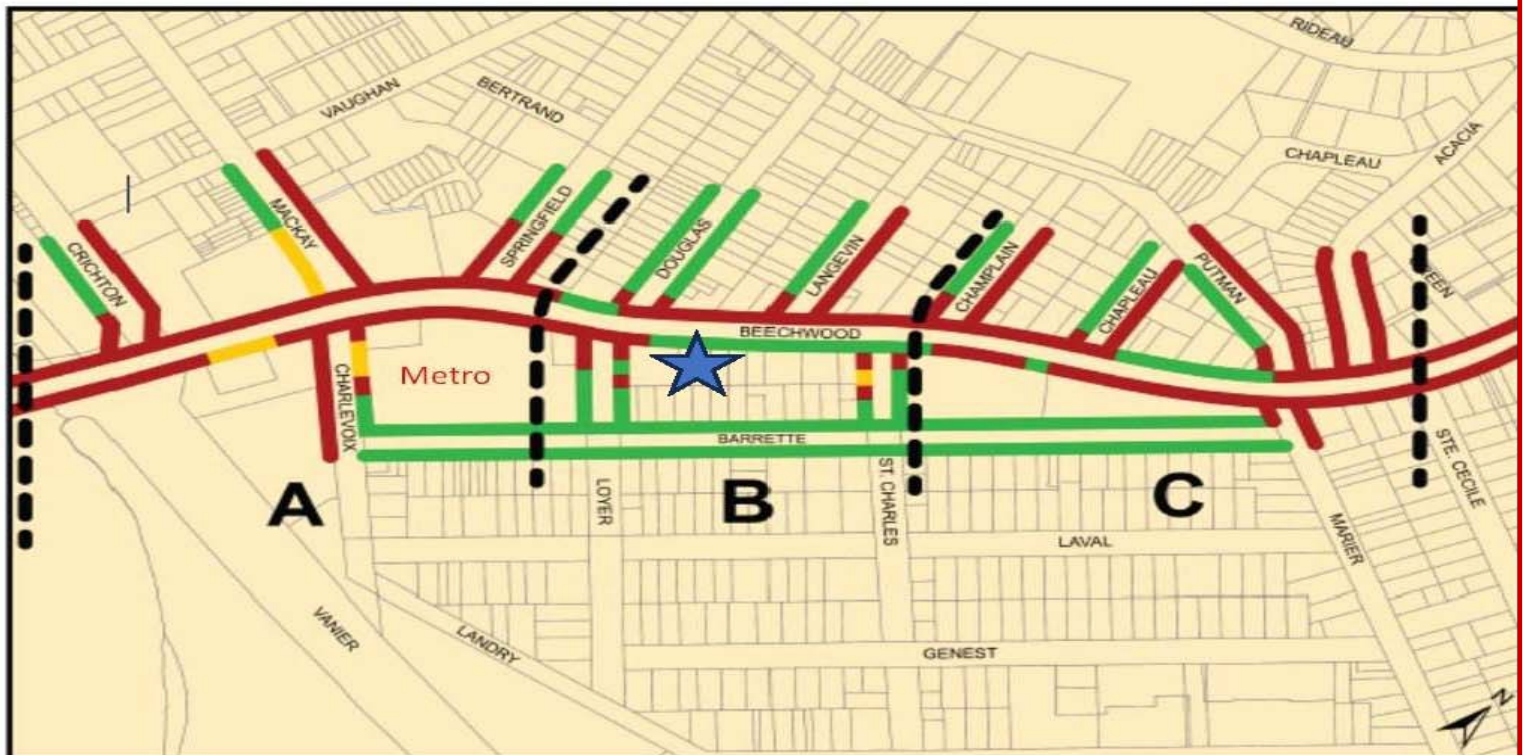 RIDEAU
VAUGHAN
BERTRAND
CHAPLEAU
ACACIA
MACKAY
SPRINGFIELD
CRICHTON
DOUGLAS
LANGEVIN
CHAMPLAIN
CHAPLEAU
PUTMAN
BEECHWOOD
Metro
CHARLEVOIX
BARRETTE
A
B
C
LOYER
ST. CHARLES
STE. CECILE
MARIER
LAVAL
VANIER
LANDRY
GENEST
N